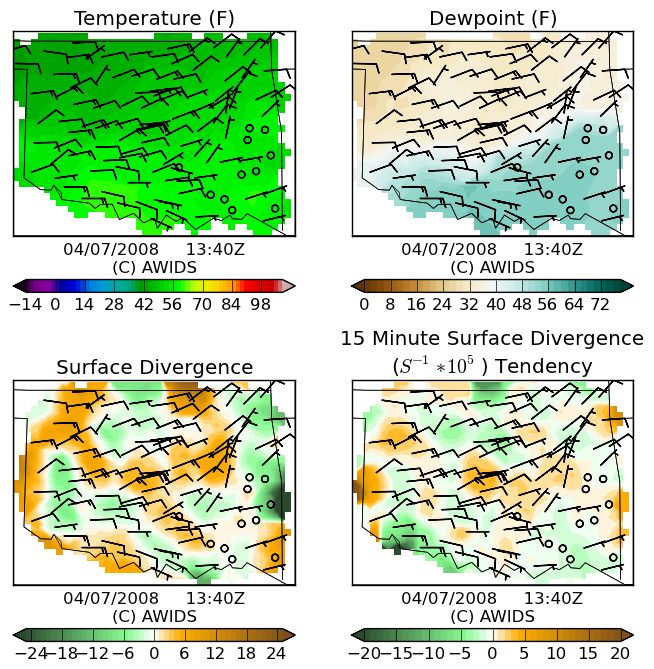 Temperature (F)
04/07/2008 13:40Z
(C) AWIDS
−14 0 14 28 42 56 70 84 98
Dewpoint (F)
04/07/2008 13:40Z
(C) AWIDS
0 8 16 24 32 40 48 56 64 72
Surface Divergence
04/07/2008 13:40Z
(C) AWIDS
−24 −18 −12 −6 0 6 12 18 24
15 Minute Surface Divergence
(S⁻¹ *10⁵ ) Tendency
04/07/2008 13:40Z
(C) AWIDS
−20 −15 −10 −5 0 5 10 15 20